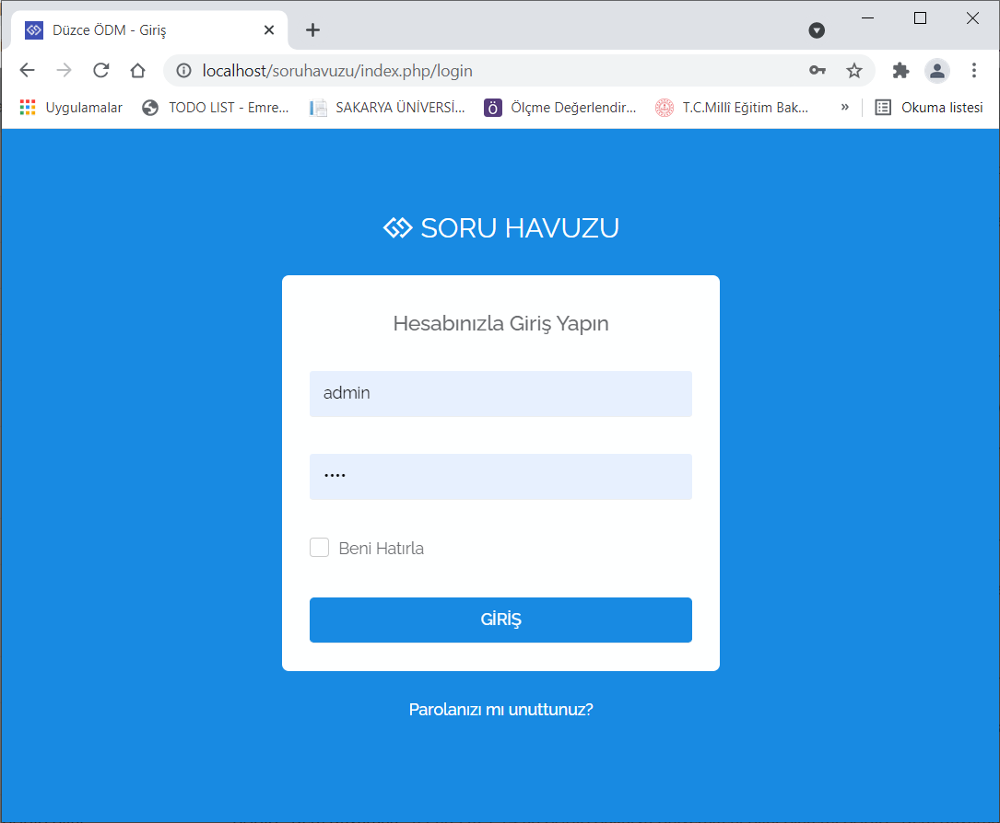 Düzce ÖDM - Giriş
localhost/soruhavuzu/index.php/login
Uygulamalar TODO LIST - Emre... SAKARYA ÜNİVERSİ... Ö Ölçme Değerlendir... T.C.Millî Eğitim Bak... » Okuma listesi
SORU HAVUZU
Hesabınızla Giriş Yapın
admin
••••
Beni Hatırla
GİRİŞ
Parolanızı mı unuttunuz?